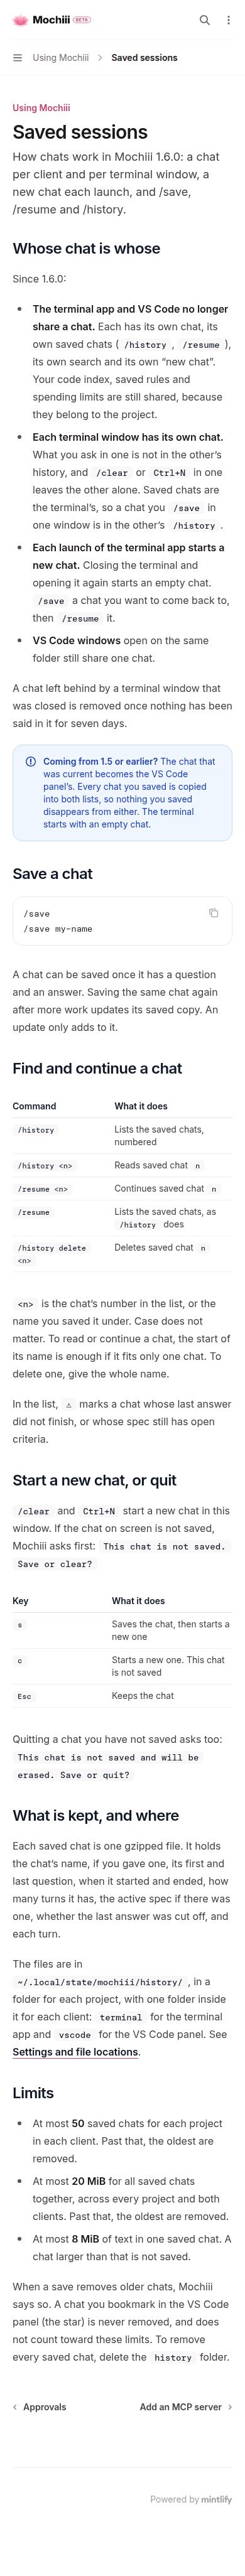 Mochiii BETA
Using Mochiii > Saved sessions
Using Mochiii
Saved sessions
How chats work in Mochiii 1.6.0: a chat
per client and per terminal window, a
new chat each launch, and /save,
/resume and /history.
Whose chat is whose
Since 1.6.0:
The terminal app and VS Code no longer
share a chat. Each has its own chat, its
own saved chats ( /history , /resume ),
its own search and its own “new chat”.
Your code index, saved rules and
spending limits are still shared, because
they belong to the project.
Each terminal window has its own chat.
What you ask in one is not in the other’s
history, and /clear or Ctrl+N in one
leaves the other alone. Saved chats are
the terminal’s, so a chat you /save in
one window is in the other’s /history .
Each launch of the terminal app starts a
new chat. Closing the terminal and
opening it again starts an empty chat.
/save a chat you want to come back to,
then /resume it.
VS Code windows open on the same
folder still share one chat.
A chat left behind by a terminal window that
was closed is removed once nothing has been
said in it for seven days.
Coming from 1.5 or earlier? The chat that
was current becomes the VS Code
panel’s. Every chat you saved is copied
into both lists, so nothing you saved
disappears from either. The terminal
starts with an empty chat.
Save a chat
/save
/save my-name
A chat can be saved once it has a question
and an answer. Saving the same chat again
after more work updates its saved copy. An
update only adds to it.
Find and continue a chat
Command What it does
/history Lists the saved chats,
numbered
/history <n> Reads saved chat n
/resume <n> Continues saved chat n
/resume Lists the saved chats, as
/history does
/history delete Deletes saved chat n
<n>
<n> is the chat’s number in the list, or the
name you saved it under. Case does not
matter. To read or continue a chat, the start of
its name is enough if it fits only one chat. To
delete one, give the whole name.
In the list, ⚠ marks a chat whose last answer
did not finish, or whose spec still has open
criteria.
Start a new chat, or quit
/clear and Ctrl+N start a new chat in this
window. If the chat on screen is not saved,
Mochiii asks first: This chat is not saved.
Save or clear?
Key What it does
s Saves the chat, then starts a
new one
c Starts a new one. This chat
is not saved
Esc Keeps the chat
Quitting a chat you have not saved asks too:
This chat is not saved and will be
erased. Save or quit?
What is kept, and where
Each saved chat is one gzipped file. It holds
the chat’s name, if you gave one, its first and
last question, when it started and ended, how
many turns it has, the active spec if there was
one, whether the last answer was cut off, and
each turn.
The files are in
~/.local/state/mochiii/history/ , in a
folder for each project, with one folder inside
it for each client: terminal for the terminal
app and vscode for the VS Code panel. See
Settings and file locations.
Limits
At most 50 saved chats for each project
in each client. Past that, the oldest are
removed.
At most 20 MiB for all saved chats
together, across every project and both
clients. Past that, the oldest are removed.
At most 8 MiB of text in one saved chat. A
chat larger than that is not saved.
When a save removes older chats, Mochiii
says so. A chat you bookmark in the VS Code
panel (the star) is never removed, and does
not count toward these limits. To remove
every saved chat, delete the history folder.
< Approvals Add an MCP server >
Powered by mintlify